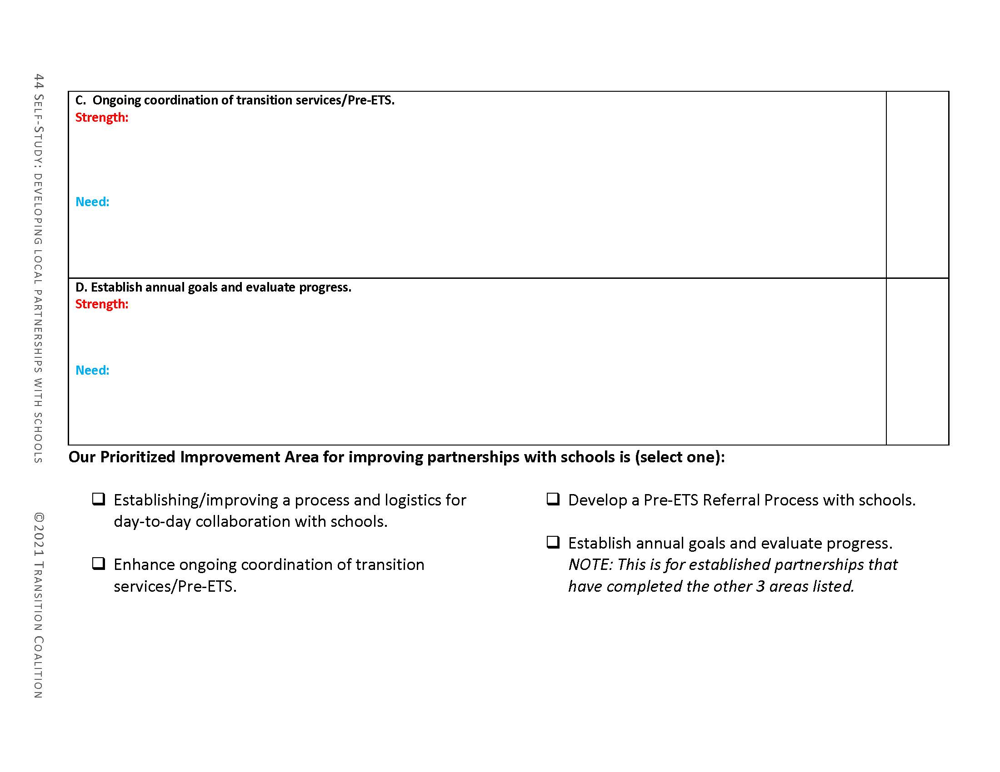 44 SELF-STUDY: DEVELOPING LOCAL PARTNERSHIPS WITH SCHOOLS ©2021 TRANSITION COALITION
C. Ongoing coordination of transition services/Pre-ETS.
Strength:
Need:
D. Establish annual goals and evaluate progress.
Strength:
Need:
Our Prioritized Improvement Area for improving partnerships with schools is (select one):
❑ Establishing/improving a process and logistics for
day-to-day collaboration with schools.
❑ Enhance ongoing coordination of transition
services/Pre-ETS.
❑ Develop a Pre-ETS Referral Process with schools.
❑ Establish annual goals and evaluate progress.
NOTE: This is for established partnerships that
have completed the other 3 areas listed.